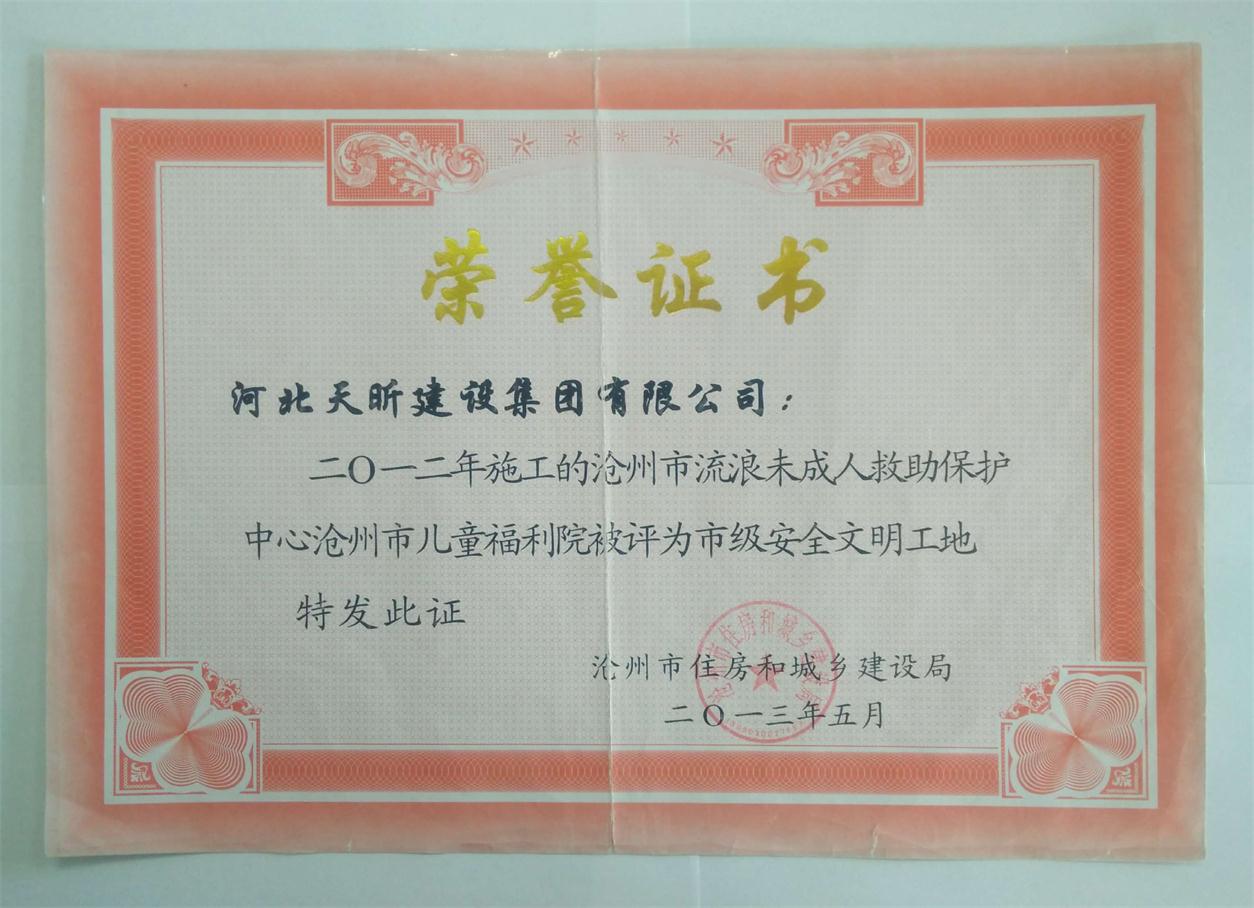 荣誉证书
河北天昕建设集团有限公司：
二〇一二年施工的沧州市流浪未成人救助保护
中心沧州市儿童福利院被评为市级安全文明工地
特发此证
沧州市住房和城乡建设局
二〇一三年五月